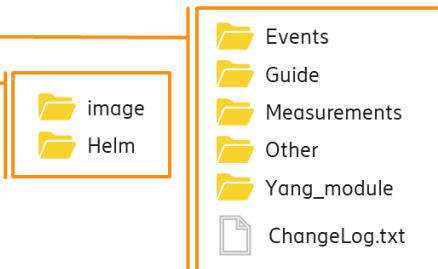 image
Helm
Events
Guide
Measurements
Other
Yang_module
ChangeLog.txt